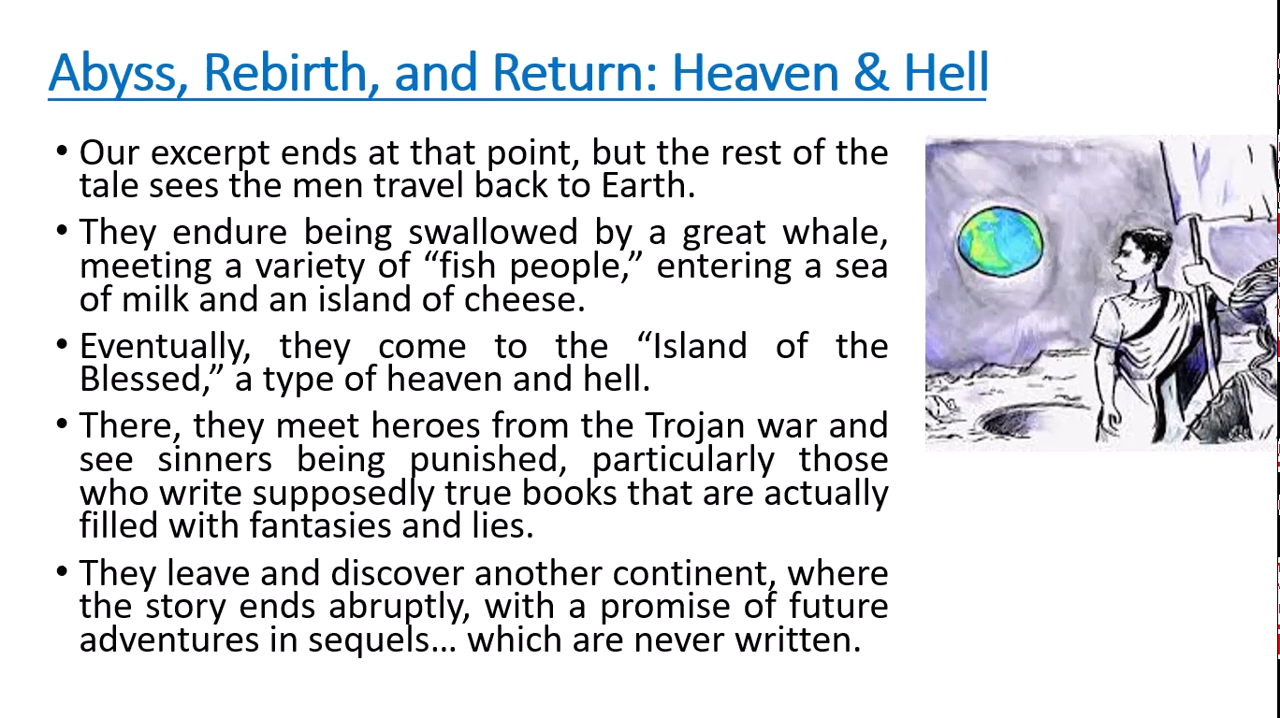 Abyss, Rebirth, and Return: Heaven & Hell
• Our excerpt ends at that point, but the rest of the
tale sees the men travel back to Earth.
• They endure being swallowed by a great whale,
meeting a variety of “fish people,” entering a sea
of milk and an island of cheese.
• Eventually, they come to the “Island of the
Blessed,” a type of heaven and hell.
• There, they meet heroes from the Trojan war and
see sinners being punished, particularly those
who write supposedly true books that are actually
filled with fantasies and lies.
• They leave and discover another continent, where
the story ends abruptly, with a promise of future
adventures in sequels... which are never written.